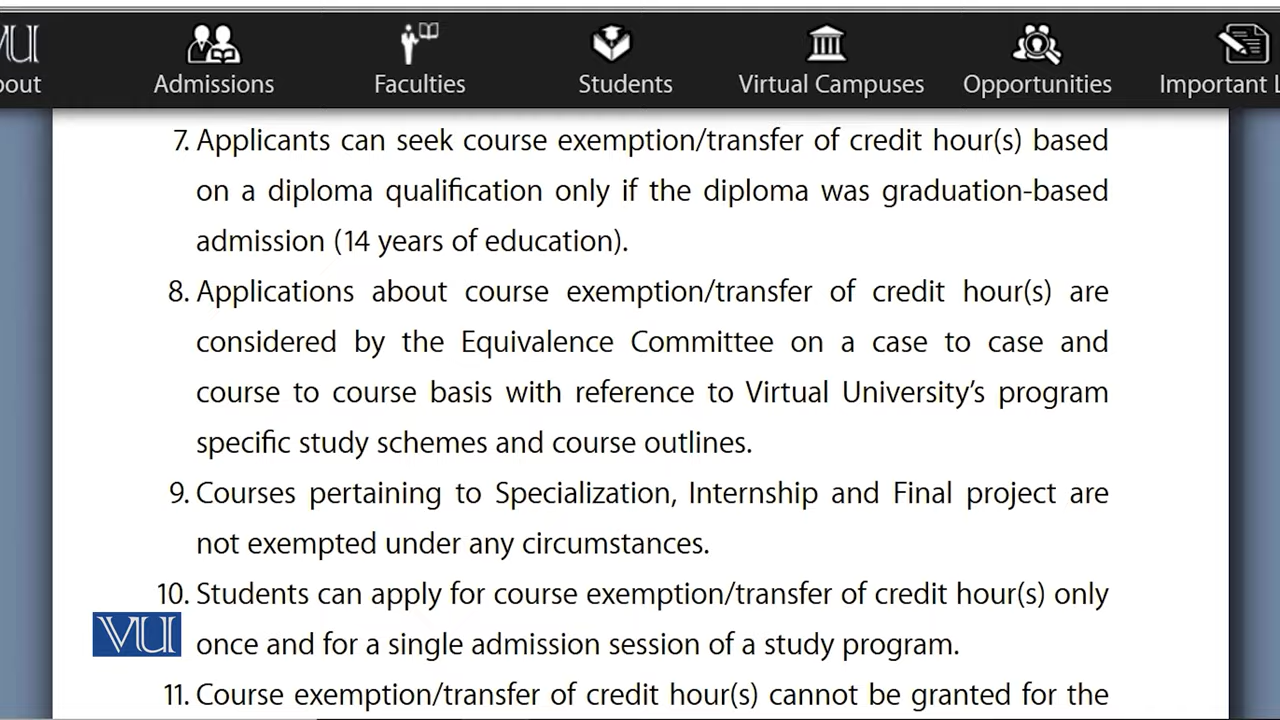 VU
bout
Admissions
Faculties
Students
Virtual Campuses
Opportunities
Important L
7. Applicants can seek course exemption/transfer of credit hour(s) based
on a diploma qualification only if the diploma was graduation-based
admission (14 years of education).
8. Applications about course exemption/transfer of credit hour(s) are
considered by the Equivalence Committee on a case to case and
course to course basis with reference to Virtual University’s program
specific study schemes and course outlines.
9. Courses pertaining to Specialization, Internship and Final project are
not exempted under any circumstances.
10. Students can apply for course exemption/transfer of credit hour(s) only
VU
once and for a single admission session of a study program.
11. Course exemption/transfer of credit hour(s) cannot be granted for the